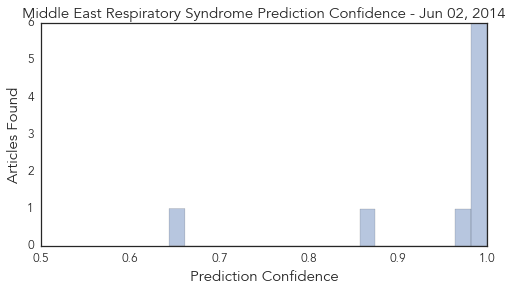 Middle East Respiratory Syndrome Prediction Confidence - Jun 02, 2014
6
5
4
3
2
1
0
Articles Found
0.5 0.6 0.7 0.8 0.9 1.0
Prediction Confidence